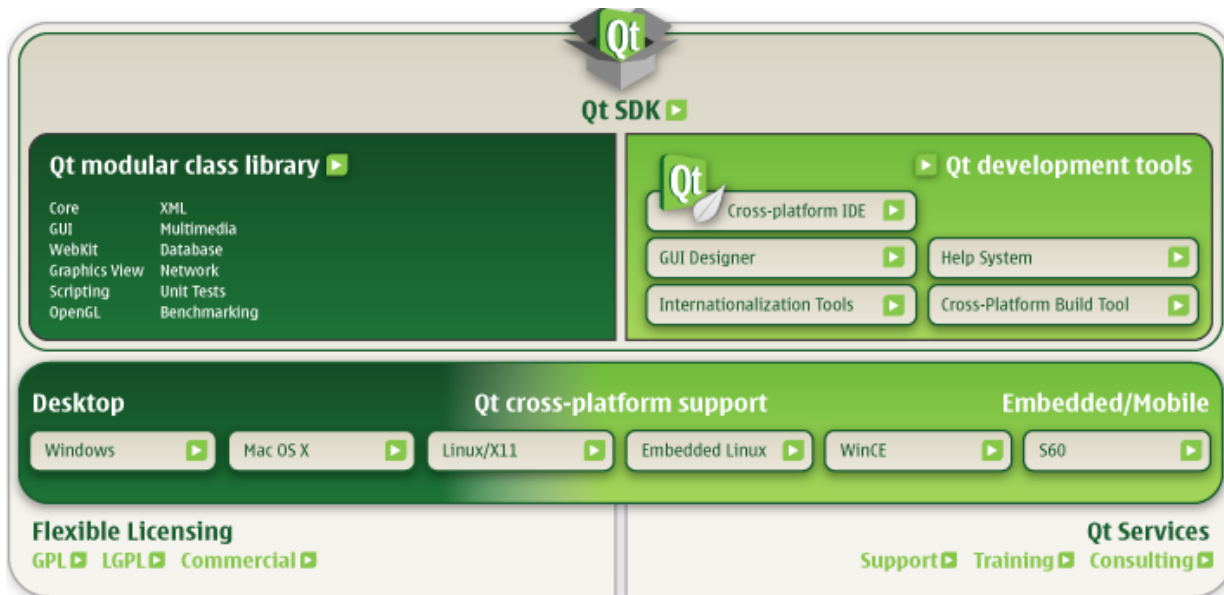 Qt
Qt SDK
Qt modular class library
Core XML
GUI Multimedia
WebKit Database
Graphics View Network
Scripting Unit Tests
OpenGL Benchmarking
Qt
Qt development tools
Cross-platform IDE
GUI Designer
Help System
Internationalization Tools
Cross-Platform Build Tool
Desktop
Qt cross-platform support
Embedded/Mobile
Windows
Mac OS X
Linux/X11
Embedded Linux
WinCE
S60
Flexible Licensing
GPL LGPL Commercial
Qt Services
Support Training Consulting